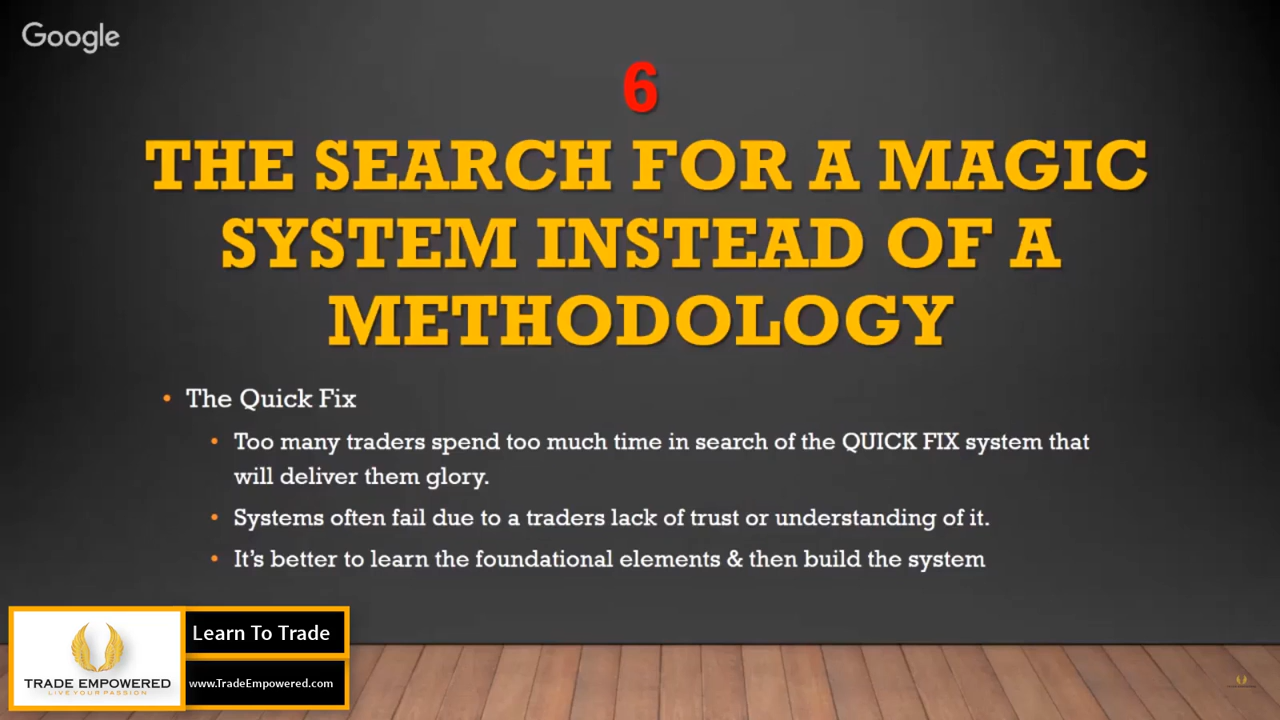 Google
6
THE SEARCH FOR A MAGIC
SYSTEM INSTEAD OF A
METHODOLOGY
• The Quick Fix
• Too many traders spend too much time in search of the QUICK FIX system that
will deliver them glory.
• Systems often fail due to a traders lack of trust or understanding of it.
• It's better to learn the foundational elements & then build the system
Learn To Trade
TRADE EMPOWERED
LIVE YOUR PASSION
www.TradeEmpowered.com